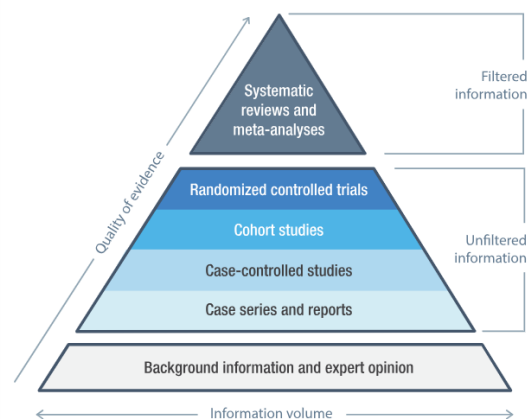 Systematic
reviews and
meta-analyses
Filtered
information
Quality of evidence
Randomized controlled trials
Cohort studies
Case-controlled studies
Case series and reports
Unfiltered
information
Background information and expert opinion
Information volume